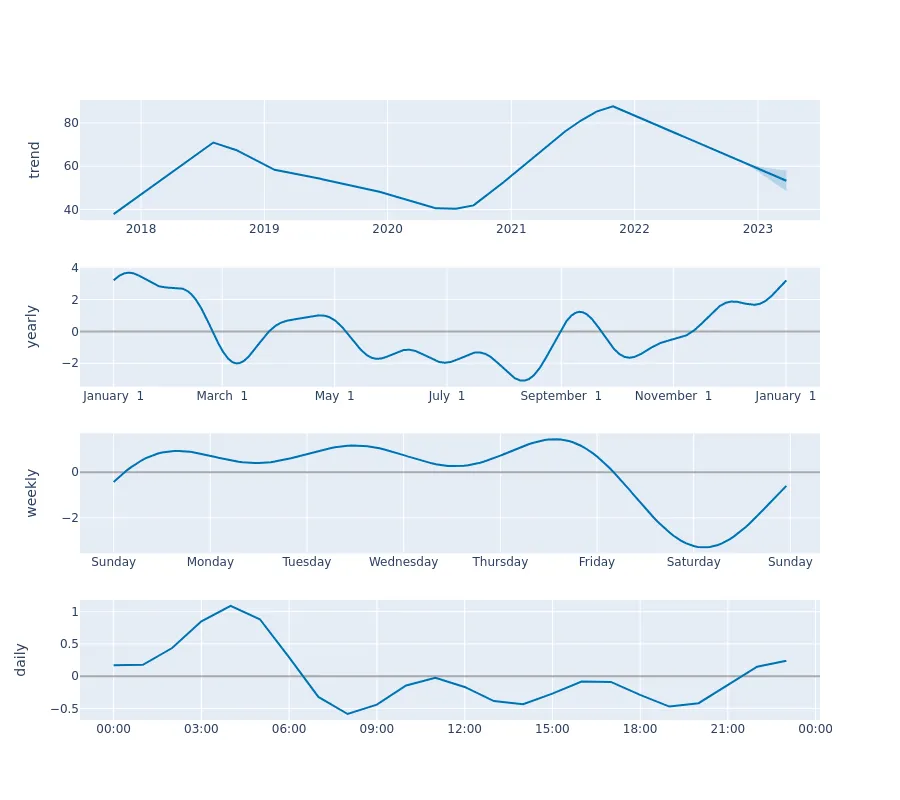 trend
80
60
40
2018 2019 2020 2021 2022 2023
yearly
4
2
0
−2
January 1 March 1 May 1 July 1 September 1 November 1 January 1
weekly
0
−2
Sunday Monday Tuesday Wednesday Thursday Friday Saturday Sunday
daily
1
0.5
0
−0.5
00:00 03:00 06:00 09:00 12:00 15:00 18:00 21:00 00:00